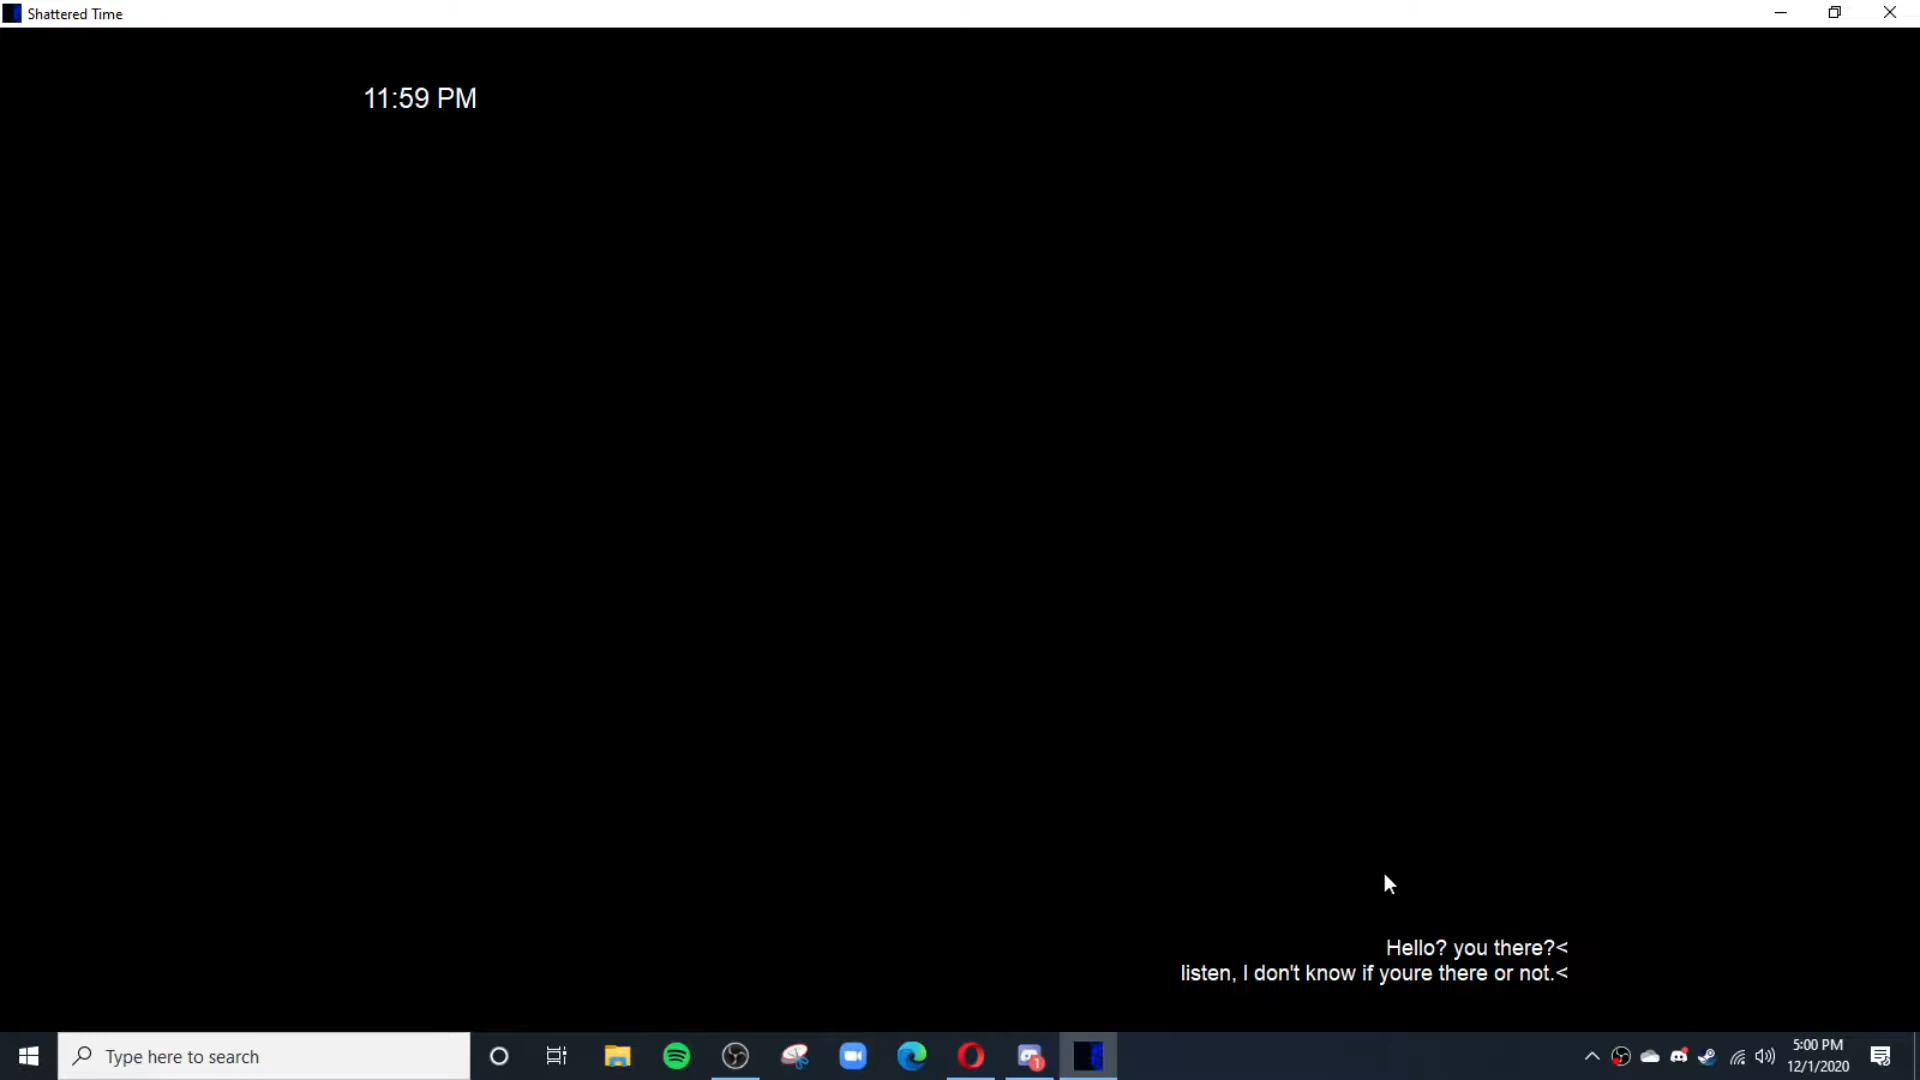 Shattered Time
11:59 PM
Hello? you there?<
listen, I don't know if youre there or not.<
Type here to search
1
5:00 PM
12/1/2020